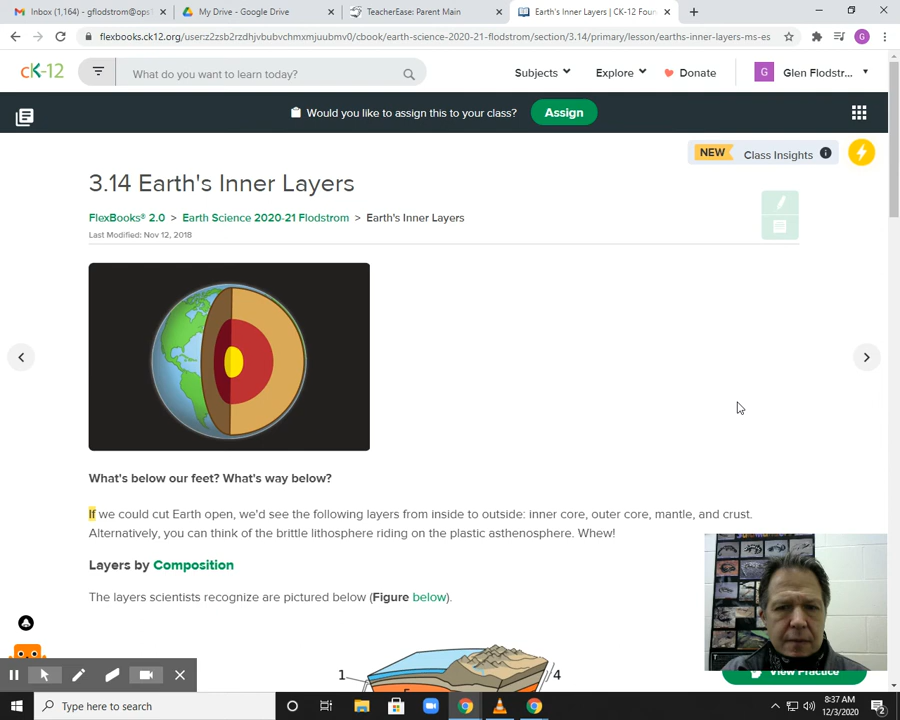 Inbox (1,164) - gflodstrom@ops1
My Drive - Google Drive
TeacherEase: Parent Main
Earth's Inner Layers | CK-12 Foun
flexbooks.ck12.org/user:z2zsb2rzdhjvbubvchmxmjuubmv0/cbook/earth-science-2020-21-flodstrom/section/3.14/primary/lesson/earths-inner-layers-ms-es
G
cK-12
What do you want to learn today?
Subjects
Explore
Donate
G
Glen Flodstr...
Would you like to assign this to your class?
Assign
NEW
Class Insights
3.14 Earth's Inner Layers
FlexBooks® 2.0 > Earth Science 2020-21 Flodstrom > Earth's Inner Layers
Last Modified: Nov 12, 2018
What's below our feet? What's way below?
If we could cut Earth open, we'd see the following layers from inside to outside: inner core, outer core, mantle, and crust.
Alternatively, you can think of the brittle lithosphere riding on the plastic asthenosphere. Whew!
Layers by Composition
The layers scientists recognize are pictured below (Figure below).
1
4
5
View Practice
Type here to search
8:37 AM
12/3/2020
2